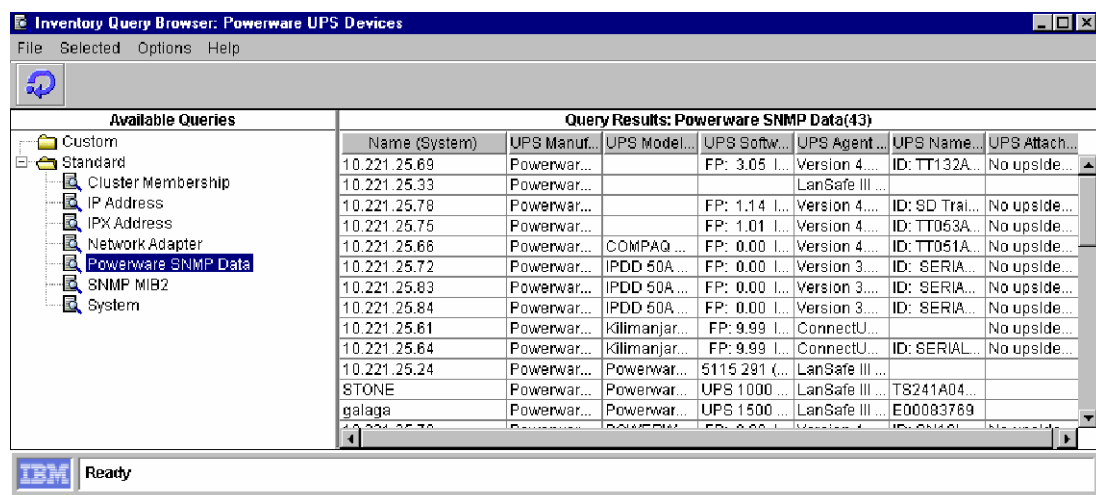 Inventory Query Browser: Powerware UPS Devices
File Selected Options Help
Available Queries
Custom
Standard
Cluster Membership
IP Address
IPX Address
Network Adapter
Powerware SNMP Data
SNMP MIB2
System
Query Results: Powerware SNMP Data(43)
Name (System) UPS Manuf... UPS Model... UPS Softw... UPS Agent ... UPS Name... UPS Attach...
10.221.25.69 Powerwar... FP: 3.05 I... Version 4.... ID: TT132A... No upsIde...
10.221.25.33 Powerwar... LanSafe III ...
10.221.25.78 Powerwar... FP: 1.14 I... Version 4.... ID: SD Trai... No upsIde...
10.221.25.75 Powerwar... FP: 1.01 I... Version 4.... ID: TT053A... No upsIde...
10.221.25.66 Powerwar... COMPAQ ... FP: 0.00 I... Version 4.... ID: TT051A... No upsIde...
10.221.25.72 Powerwar... IPDD 50A ... FP: 0.00 I... Version 3.... ID: SERIA... No upsIde...
10.221.25.83 Powerwar... IPDD 50A ... FP: 0.00 I... Version 3.... ID: SERIA... No upsIde...
10.221.25.84 Powerwar... IPDD 50A ... FP: 0.00 I... Version 3.... ID: SERIA... No upsIde...
10.221.25.61 Powerwar... Kilimanjar... FP: 9.99 I... ConnectU... No upsIde...
10.221.25.64 Powerwar... Kilimanjar... FP: 9.99 I... ConnectU... ID: SERIAL... No upsIde...
10.221.25.24 Powerwar... Powerwar... 5115 291 (... LanSafe III ...
STONE Powerwar... Powerwar... UPS 1000 ... LanSafe III ... TS241A04...
galaga Powerwar... Powerwar... UPS 1500 ... LanSafe III ... E00083769
IBM Ready